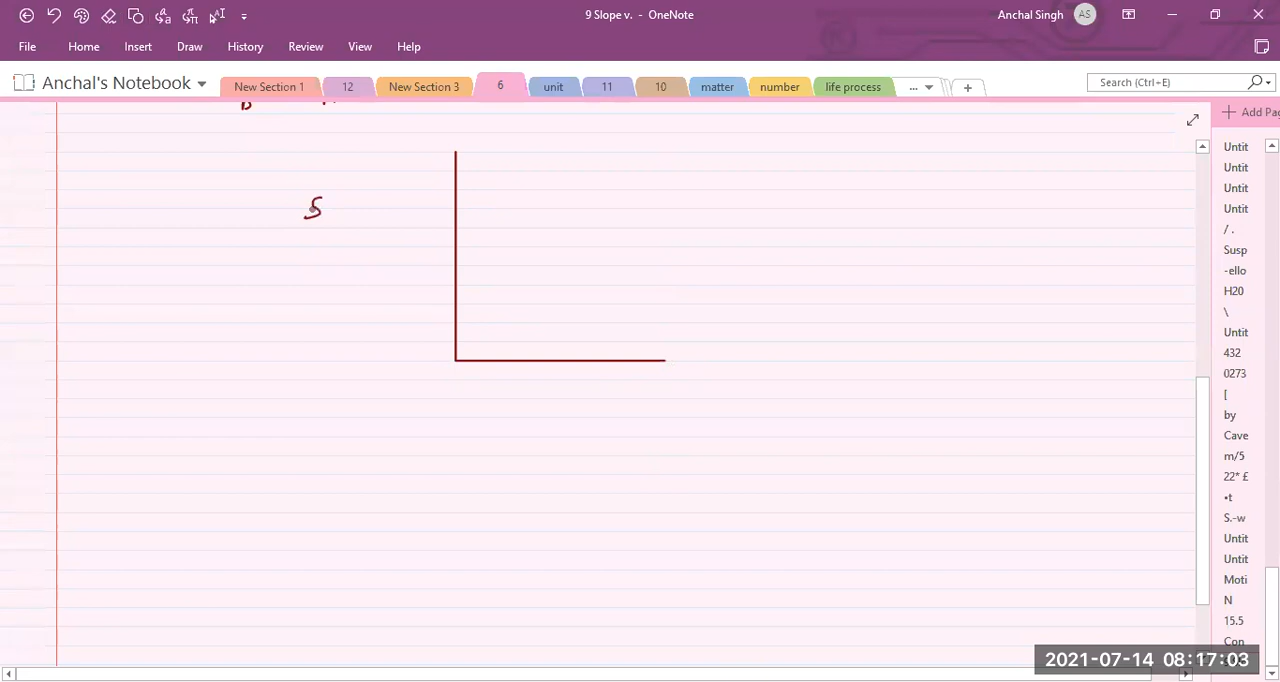 9 Slope v. - OneNote
Anchal Singh AS
File Home Insert Draw History Review View Help
Anchal's Notebook New Section 1 12 New Section 3 6 unit 11 10 matter number life process ... + Search (Ctrl+E)
+ Add Pag
S
Untit
Untit
Untit
Untit
/ .
Susp
-ello
H20
\
Untit
432
0273
[
by
Cave
m/5
22* £
•t
S.-w
Untit
Untit
Moti
N
15.5
Con
2021-07-14 08:17:03